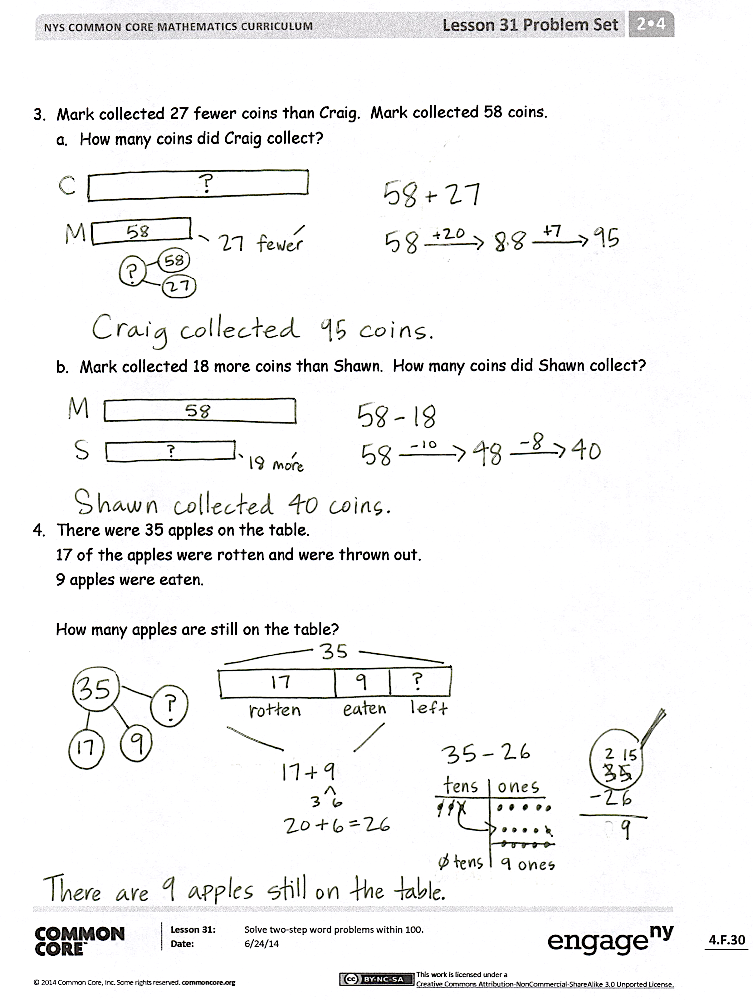 NYS COMMON CORE MATHEMATICS CURRICULUM Lesson 31 Problem Set 2•4
3. Mark collected 27 fewer coins than Craig. Mark collected 58 coins.
a. How many coins did Craig collect?
C ?
58 + 27
M 58 27 fewer
58 +20 → 88 +7 → 95
? 58
27
Craig collected 95 coins.
b. Mark collected 18 more coins than Shawn. How many coins did Shawn collect?
M 58
58 - 18
S ? 18 more
58 -10 → 48 -8 → 40
Shawn collected 40 coins.
4. There were 35 apples on the table.
17 of the apples were rotten and were thrown out.
9 apples were eaten.
How many apples are still on the table?
35
35 ? 17 9
17 9 ?
rotten eaten left
17 + 9
3 6
20 + 6 = 26
35 - 26
tens ones
0 tens 9 ones
2 15
35
-26
9
There are 9 apples still on the table.
COMMON CORE™
Lesson 31: Solve two-step word problems within 100.
Date: 6/24/14
engage ny
4.F.30
© 2014 Common Core, Inc. Some rights reserved. commoncore.org
cc BY-NC-SA
This work is licensed under a
Creative Commons Attribution-NonCommercial-ShareAlike 3.0 Unported License.